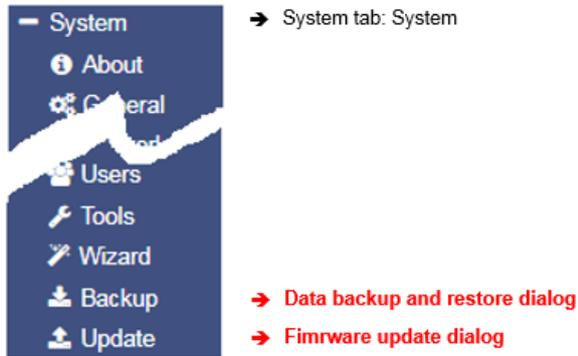 System → System tab: System
About
General
Users
Tools
Wizard
Backup → Data backup and restore dialog
Update → Fimrware update dialog